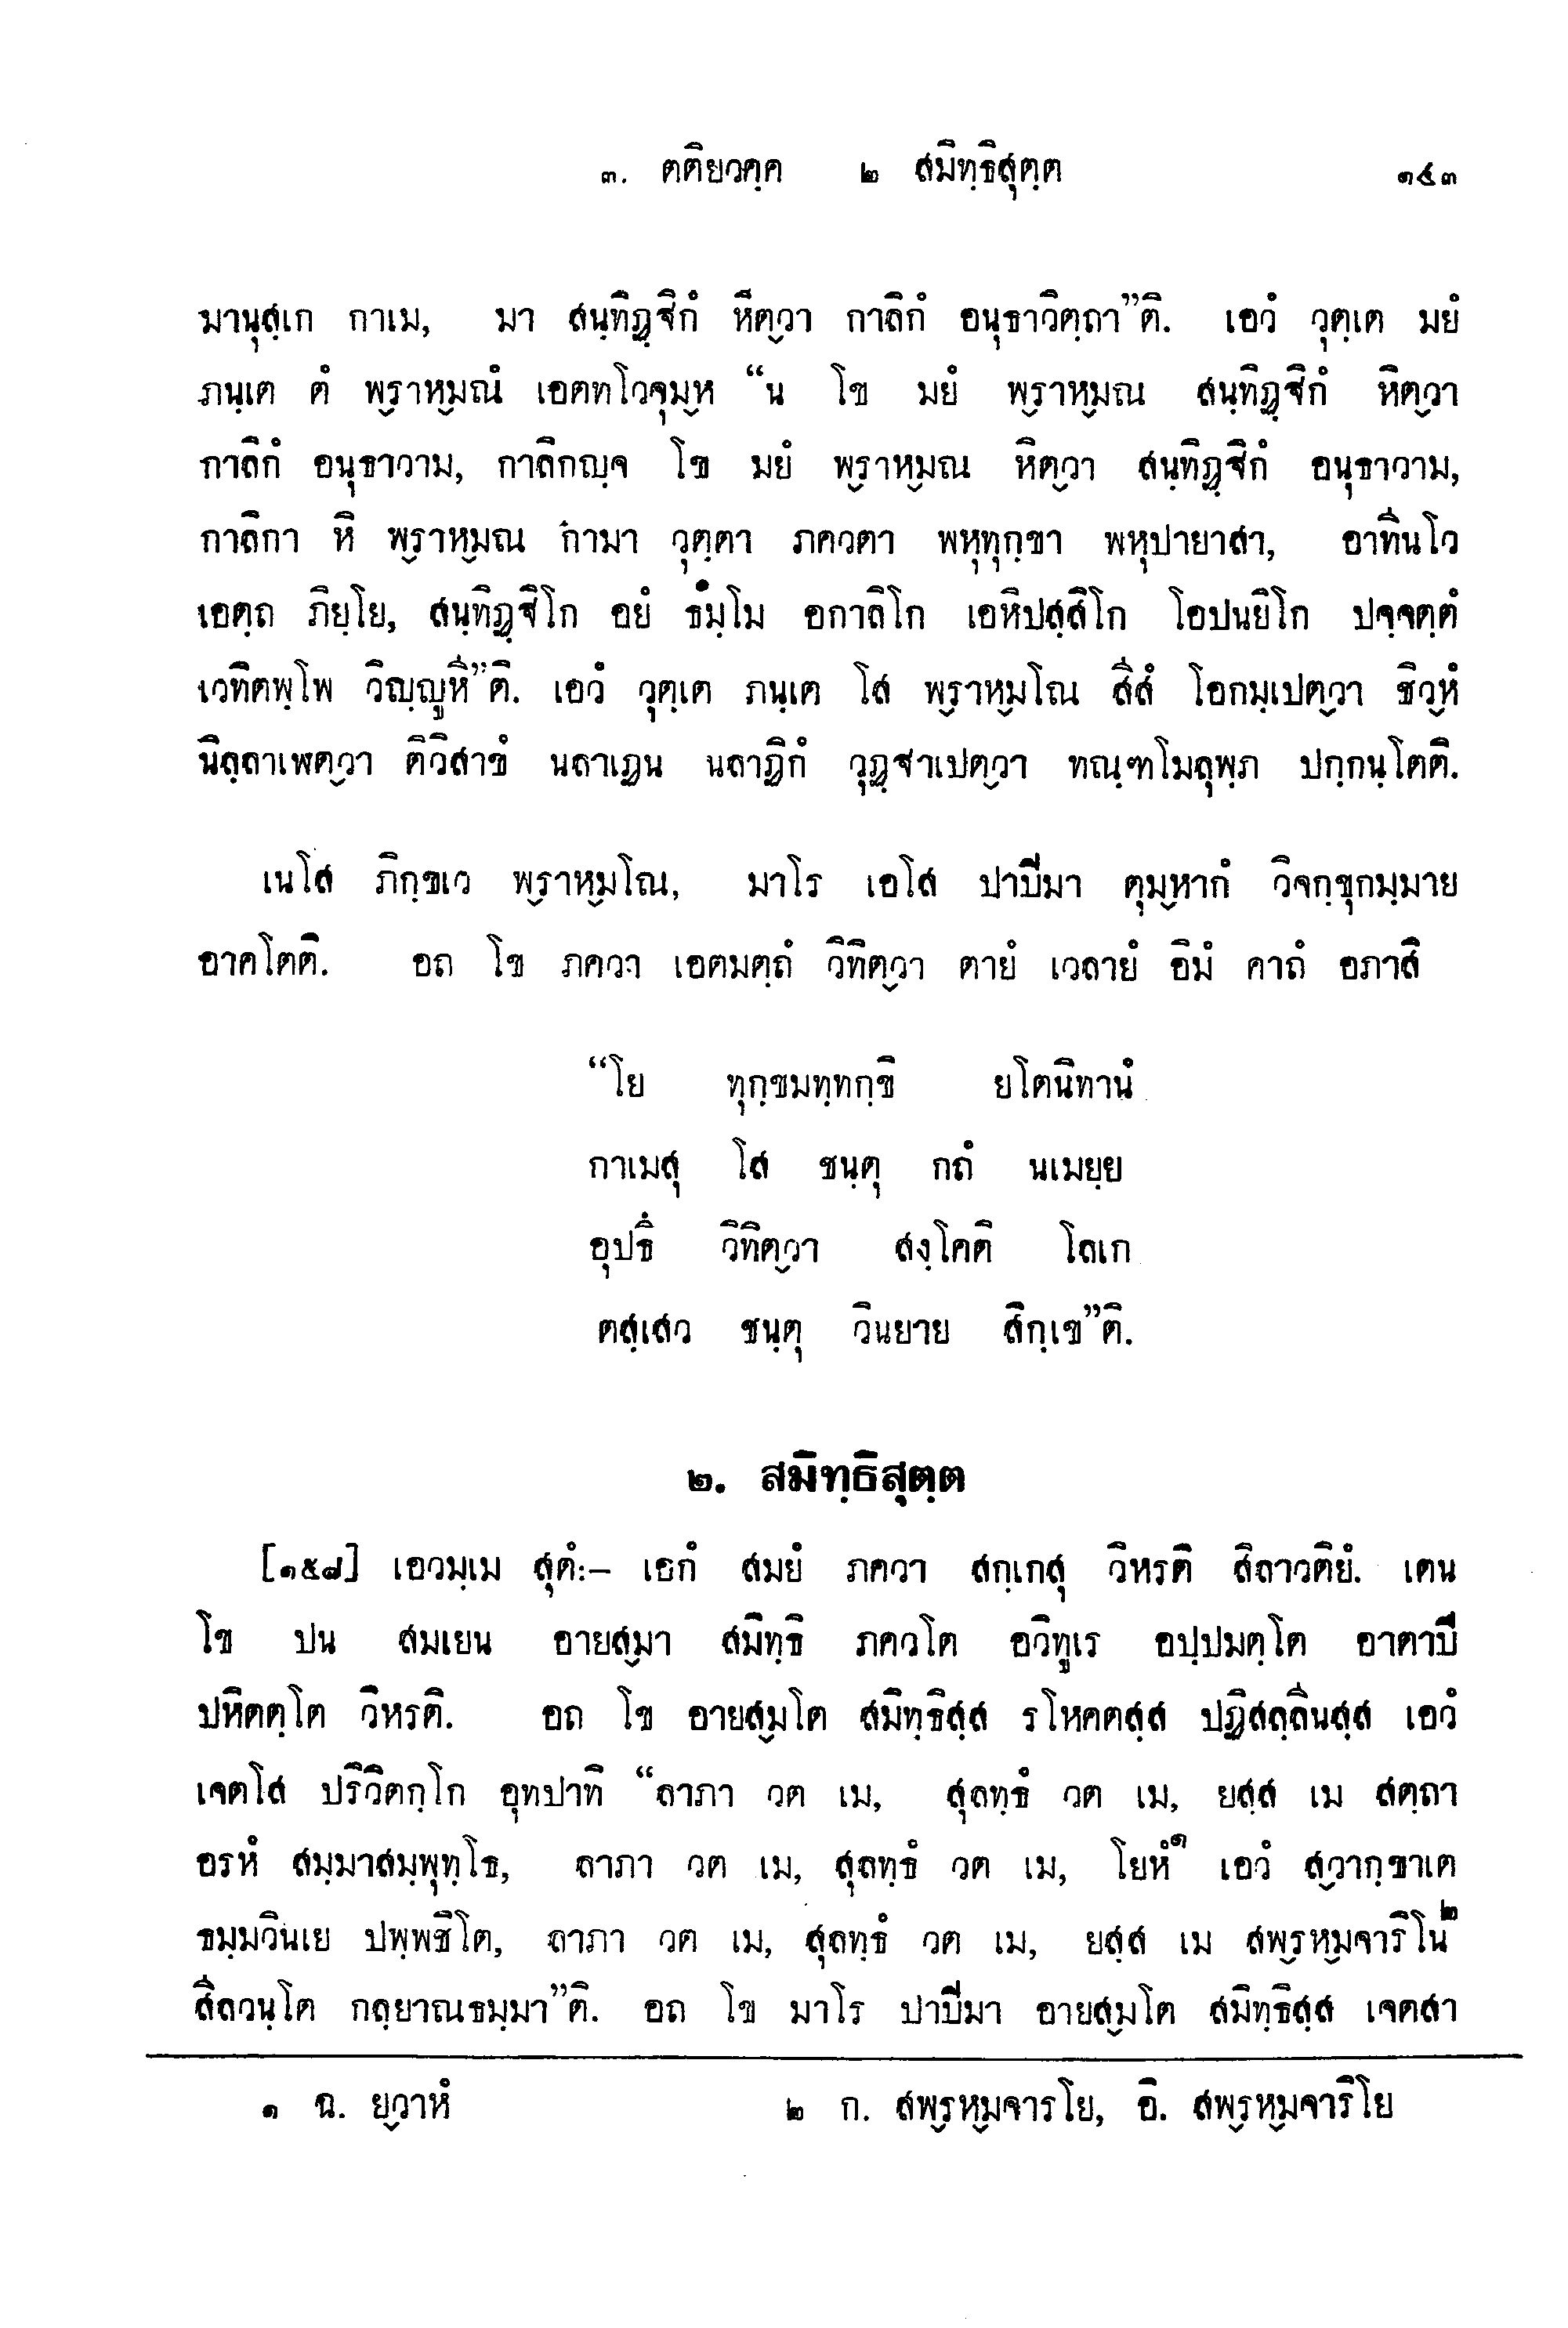 ๓. ตติยวคฺค ๒ สมิทฺธิสุตฺต ๑๔๓
มานุสฺเก กาเม, มา สนฺทิฏฺฐิกํ หิตฺวา กาลิกํ อนุธาวิตฺถา”ติ. เอวํ วุตฺเต มยํ
ภนฺเต ตํ พฺ๎ราหฺ๎มณํ เอตทโวจุมฺ๎ห “น โข มยํ พฺ๎ราหฺ๎มณ สนฺทิฏฺฐิกํ หิตฺ๎วา
กาลิกํ อนุธาวาม, กาลิกญฺจ โข มยํ พฺ๎ราหฺ๎มณ หิตฺ๎วา สนฺทิฏฺฐิกํ อนุธาวาม,
กาลิกา หิ พฺ๎ราหฺ๎มณ กามา วุตฺตา ภควตา พหุทุกฺขา พหุปายาสา, อาทีนโว
เอตฺถ ภิยฺโย, สนฺทิฏฺฐิโก อยํ ธมฺโม อกาลิโก เอหิปสฺสิโก โอปนยิโก ปจฺจตฺตํ
เวทิตพฺโพ วิญฺญูหี”ติ. เอวํ วุตฺเต ภนฺเต โส พฺ๎ราหฺ๎มโณ สีสํ โอกมฺเปตฺ๎วา ชิวฺ๎หํ
นิลฺลาเฬตฺ๎วา ติวิสาขํ นลาเฏน นลาฏิกํ วุฏฺฐาเปตฺ๎วา ทณฺฑโมลุพฺภ ปกฺกนฺโตติ.
เนโส ภิกฺขเว พฺ๎ราหฺ๎มโณ, มาโร เอโส ปาปิมา ตุมฺ๎หากํ วิจกฺขุกมฺมาย
อาคโตติ. อถ โข ภควา เอตมตฺถํ วิทิตฺ๎วา ตายํ เวลายํ อิมํ คาถํ อภาสิ
“โย ทุกฺขมทฺทกฺขิ ยโตนิทานํ
กาเมสุ โส ชนฺตุ กถํ นเมยฺย
อุปธึ วิทิตฺ๎วา สงฺโคติ โลเก
ตสฺเสว ชนฺตุ วินยาย สิกฺเข”ติ.
๒. สมิทฺธิสุตฺต
[๑๕๘] เอวมฺเม สุตํ:– เอกํ สมยํ ภควา สกฺเกสุ วิหรติ สิลาวติยํ. เตน
โข ปน สมเยน อายสฺ๎มา สมิทฺธิ ภควโต อวิทูเร อปฺปมตฺโต อาตาปี
ปหิตตฺโต วิหรติ. อถ โข อายสฺ๎มโต สมิทฺธิสฺส รโหคตสฺส ปฏิสลฺลีนสฺส เอวํ
เจตโส ปริวิตกฺโก อุทปาทิ “ลาภา วต เม, สุลทฺธํ วต เม, ยสฺส เม สตฺถา
อรหํ สมฺมาสมฺพุทฺโธ, ลาภา วต เม, สุลทฺธํ วต เม, โยหํ๑ เอวํ สฺ๎วากฺขาเต
ธมฺมวินเย ปพฺพชิโต, ลาภา วต เม, สุลทฺธํ วต เม, ยสฺส เม สพฺ๎รหฺ๎มจาริโน๒
สีลวนฺโต กลฺยาณธมฺมา”ติ. อถ โข มาโร ปาปิมา อายสฺ๎มโต สมิทฺธิสฺส เจตสา
๑ ฉ. ยฺ๎วาหํ ๒ ก. สพฺ๎รหฺ๎มจารโย, อิ. สพฺ๎รหฺ๎มจาริโย